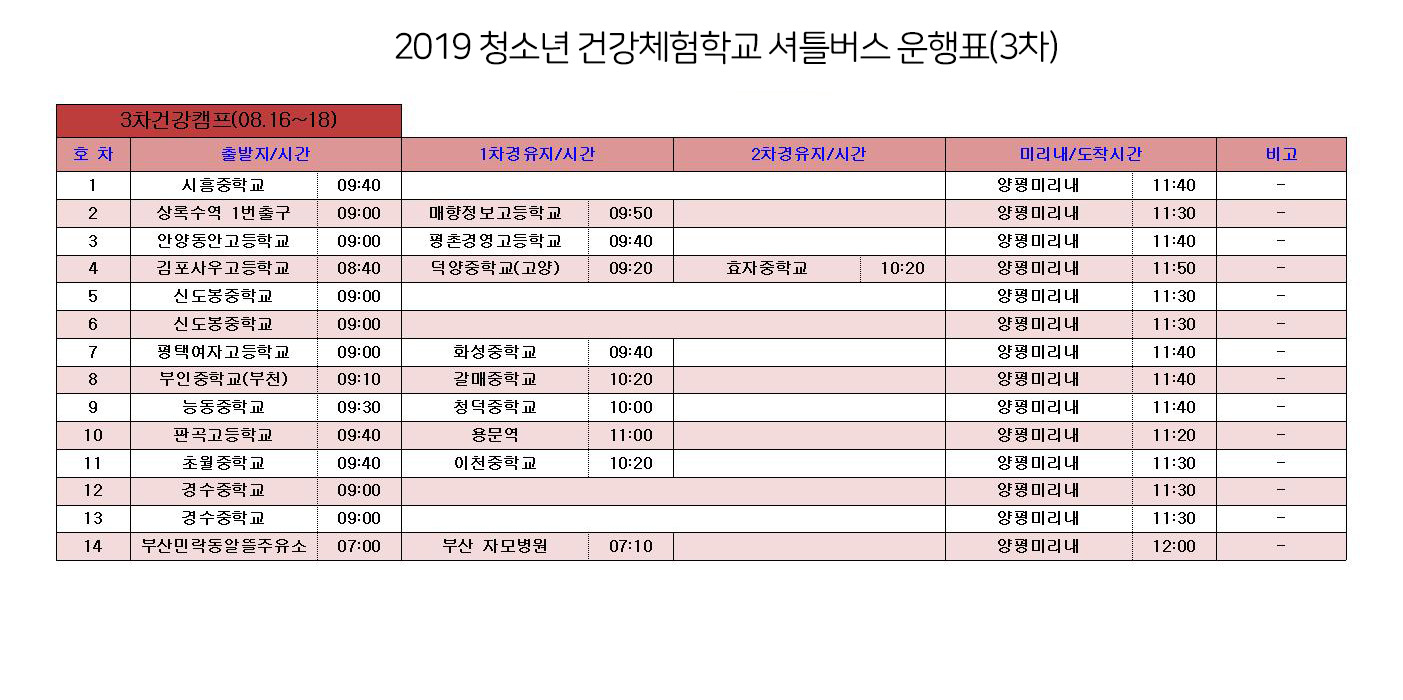 2019 청소년 건강체험학교 셔틀버스 운행표(3차)
3차건강캠프(08.16~18)
호 차 출발지/시간 1차경유지/시간 2차경유지/시간 미리내/도착시간 비고
1 시흥중학교 09:40 양평미리내 11:40 -
2 상록수역 1번출구 09:00 매향정보고등학교 09:50 양평미리내 11:30 -
3 안양동안고등학교 09:00 평촌경영고등학교 09:40 양평미리내 11:40 -
4 김포사우고등학교 08:40 덕양중학교(고양) 09:20 효자중학교 10:20 양평미리내 11:50 -
5 신도봉중학교 09:00 양평미리내 11:30 -
6 신도봉중학교 09:00 양평미리내 11:30 -
7 평택여자고등학교 09:00 화성중학교 09:40 양평미리내 11:40 -
8 부인중학교(부천) 09:10 갈매중학교 10:20 양평미리내 11:40 -
9 능동중학교 09:30 청덕중학교 10:00 양평미리내 11:40 -
10 판곡고등학교 09:40 용문역 11:00 양평미리내 11:20 -
11 초월중학교 09:40 이천중학교 10:20 양평미리내 11:30 -
12 경수중학교 09:00 양평미리내 11:30 -
13 경수중학교 09:00 양평미리내 11:30 -
14 부산민락동알뜰주유소 07:00 부산 자모병원 07:10 양평미리내 12:00 -